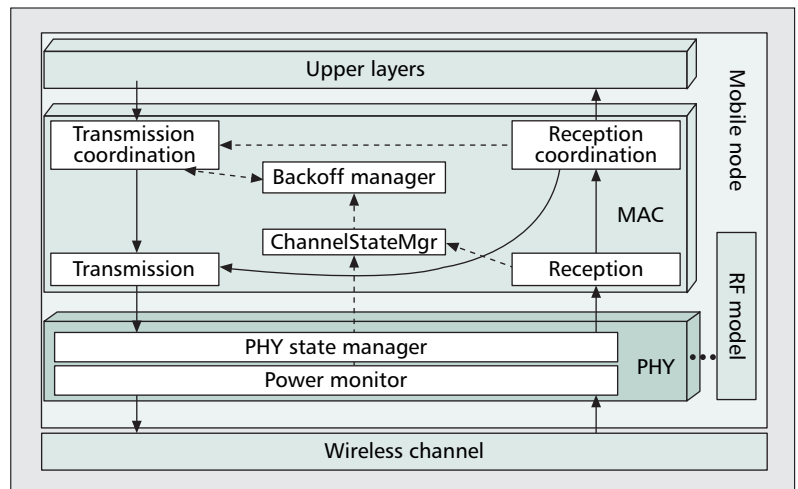 Upper layers
Transmission
coordination
Reception
coordination
Backoff manager
MAC
ChannelStateMgr
Transmission
Reception
PHY state manager
Power monitor
PHY
Mobile node
RF model
Wireless channel